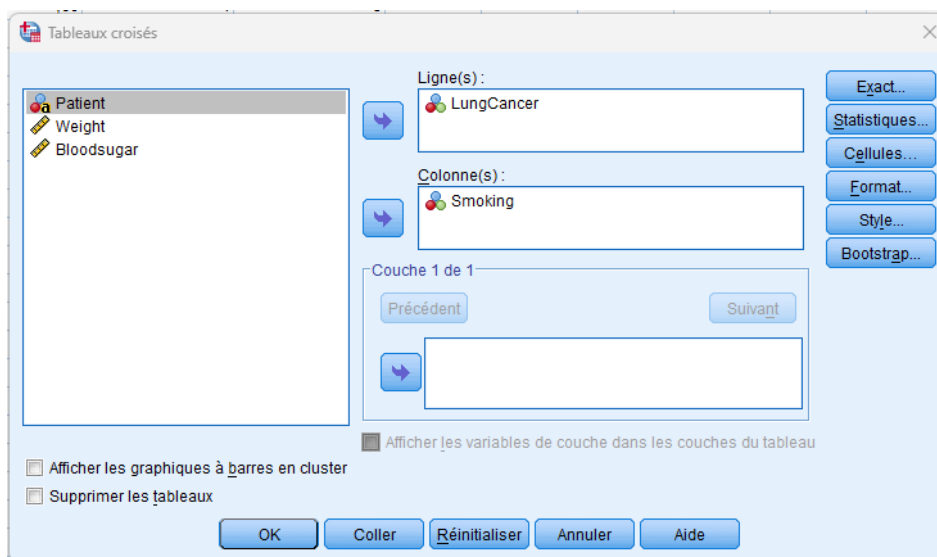 Tableaux croisés
Patient
Weight
Bloodsugar
Ligne(s) :
LungCancer
Colonne(s) :
Smoking
Couche 1 de 1
Précédent
Suivant
Afficher les variables de couche dans les couches du tableau
Exact...
Statistiques...
Cellules...
Format...
Style...
Bootstrap...
Afficher les graphiques à barres en cluster
Supprimer les tableaux
OK
Coller
Réinitialiser
Annuler
Aide